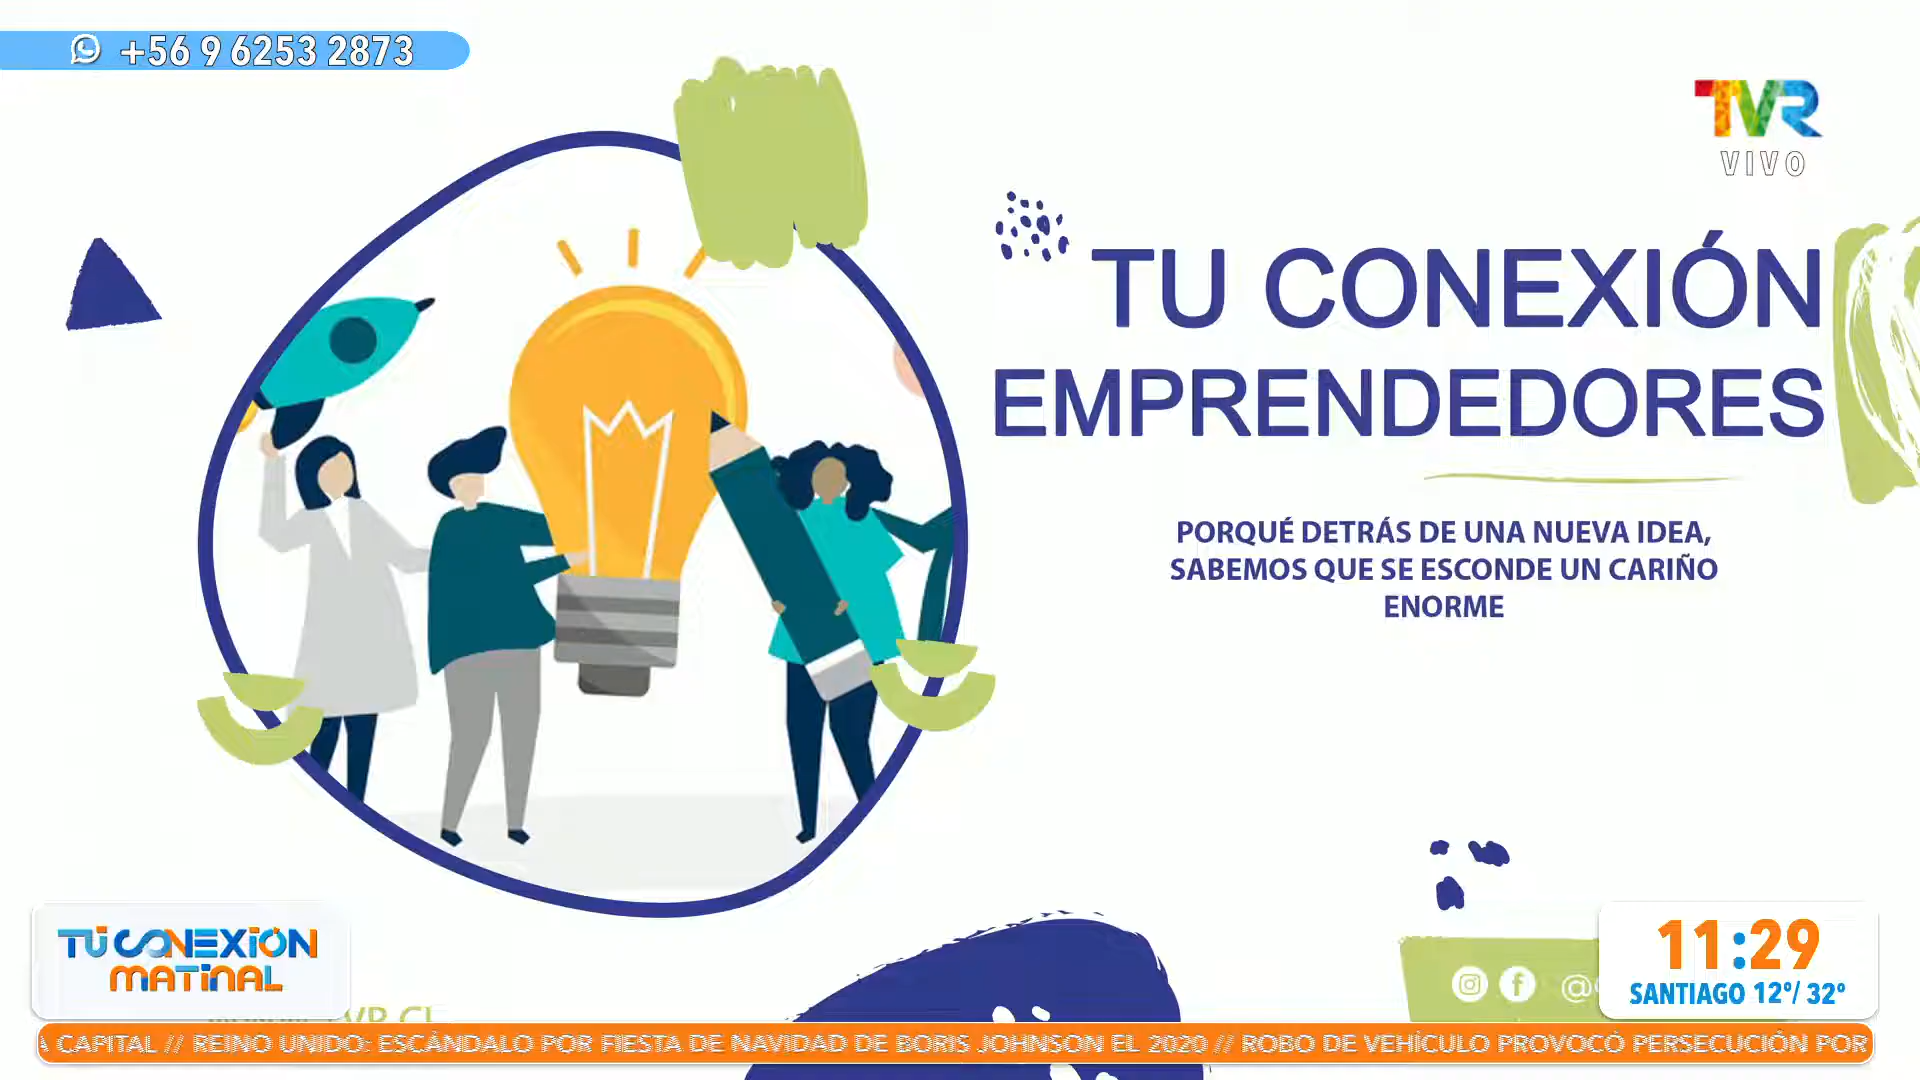 +56 9 6253 2873
TVR
VIVO
TU CONEXIÓN
EMPRENDEDORES
PORQUÉ DETRÁS DE UNA NUEVA IDEA,
SABEMOS QUE SE ESCONDE UN CARIÑO
ENORME
TU CONEXIÓN
MATINAL
11:29
SANTIAGO 12º/ 32º
@
CAPITAL // REINO UNIDO: ESCÁNDALO POR FIESTA DE NAVIDAD DE BORIS JOHNSON EL 2020 // ROBO DE VEHÍCULO PROVOCÓ PERSECUCIÓN POR